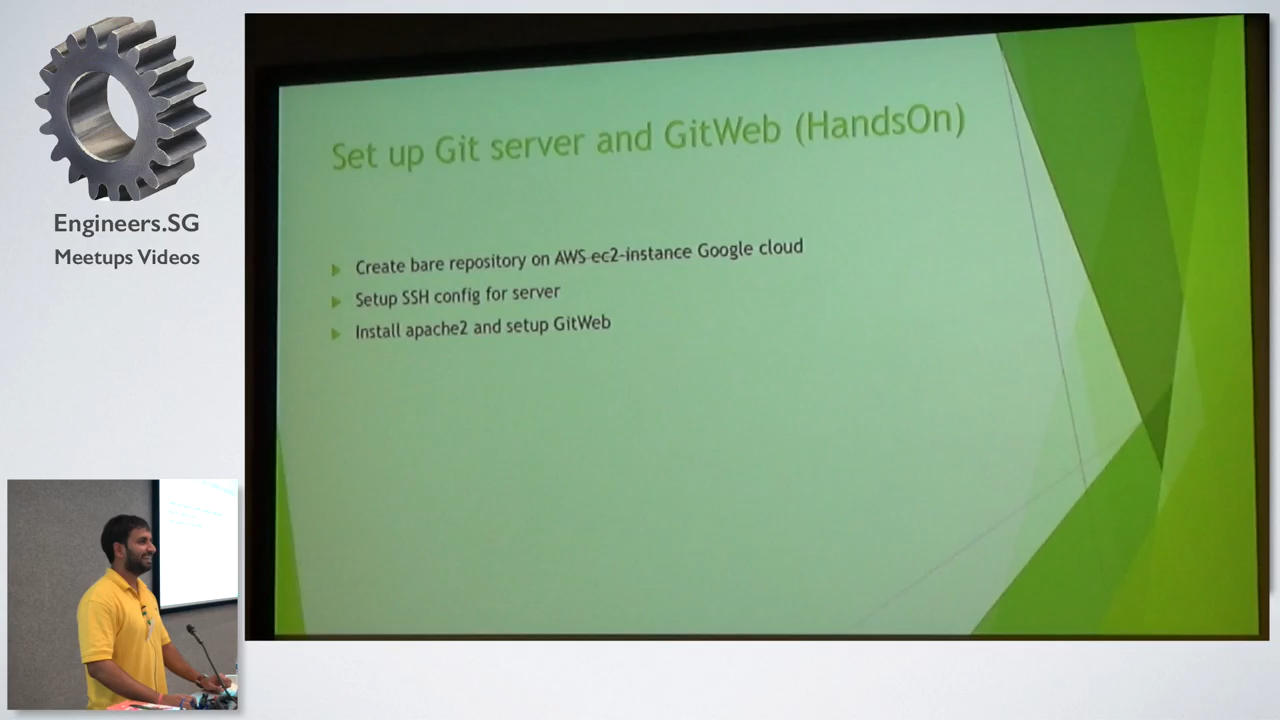 Engineers.SG
Meetups Videos
Set up Git server and GitWeb (HandsOn)
Create bare repository on AWS ec2-instance Google cloud
Setup SSH config for server
Install apache2 and setup GitWeb